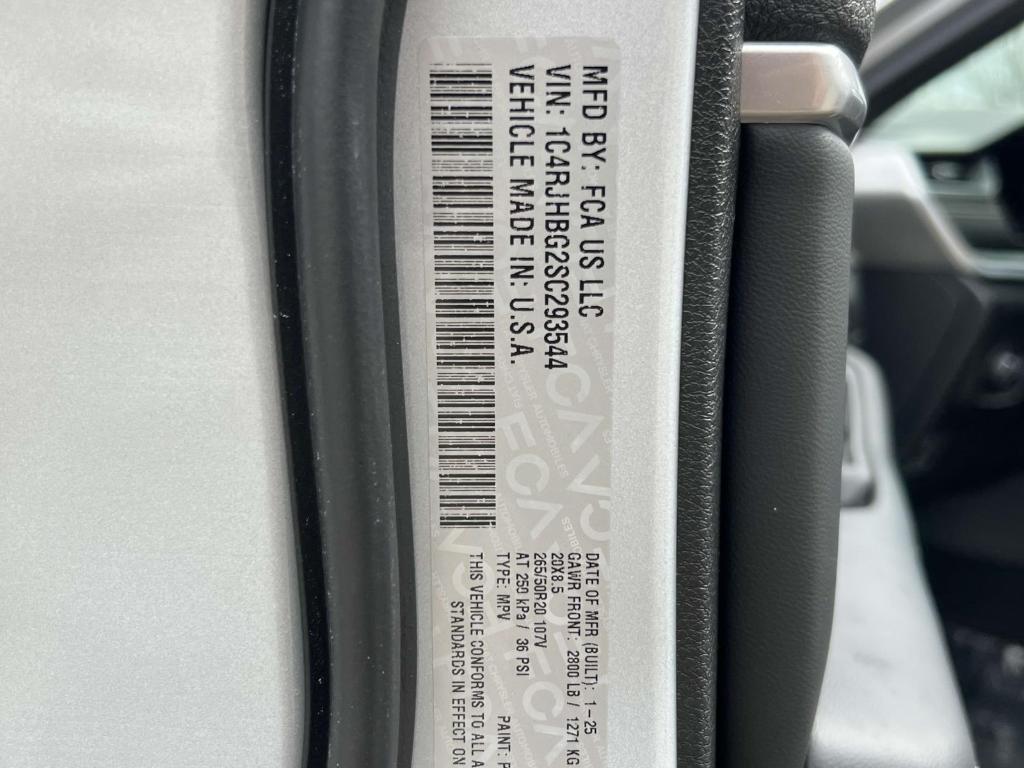 MFD BY: FCA US LLC
VIN: 1C4RJHBG2SC293544
VEHICLE MADE IN: U.S.A.
DATE OF MFR (BUILT): 1-25
GAWR FRONT: 2800 LB / 1271 KG
20X8.5
265/50R20 107V
AT 250 kPa / 36 PSI
TYPE: MPV PAINT: P
THIS VEHICLE CONFORMS TO ALL A
STANDARDS IN EFFECT ON